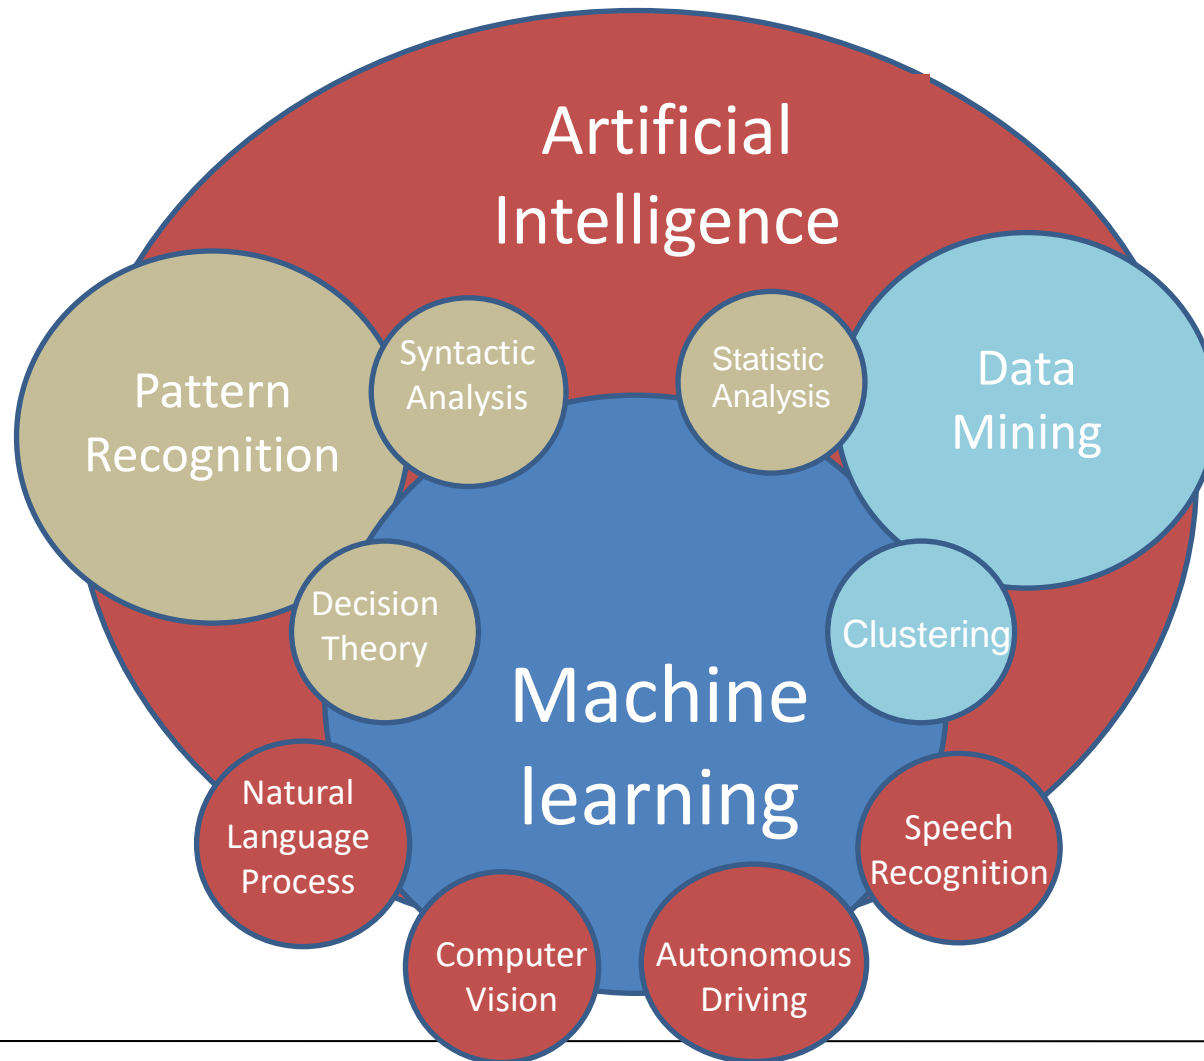 Artificial
Intelligence
Pattern
Recognition
Syntactic
Analysis
Statistic
Analysis
Data
Mining
Decision
Theory
Clustering
Machine
learning
Natural
Language
Process
Speech
Recognition
Computer
Vision
Autonomous
Driving